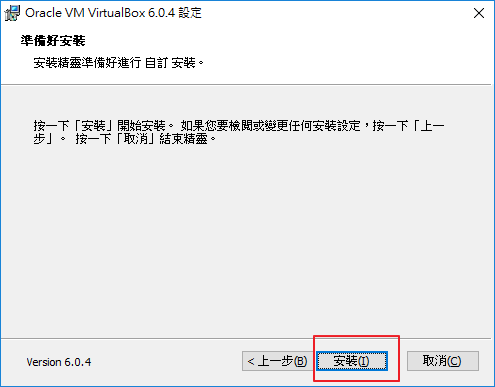 Oracle VM VirtualBox 6.0.4 設定
準備好安裝
安裝精靈準備好進行 自訂 安裝。
按一下「安裝」開始安裝。 如果您要檢閱或變更任何安裝設定，按一下「上一
步」。 按一下「取消」結束精靈。
Version 6.0.4
< 上一步(B)
安裝(I)
取消(C)